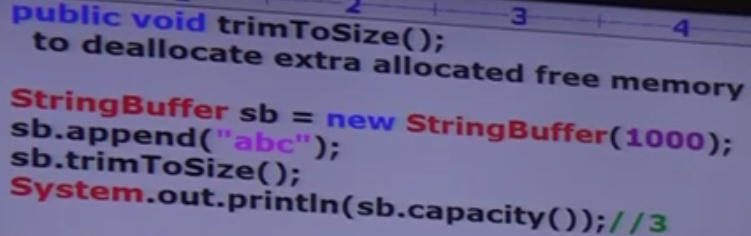 2 3 4
public void trimToSize();
to deallocate extra allocated free memory
StringBuffer sb = new StringBuffer(1000);
sb.append("abc");
sb.trimToSize();
System.out.println(sb.capacity());//3